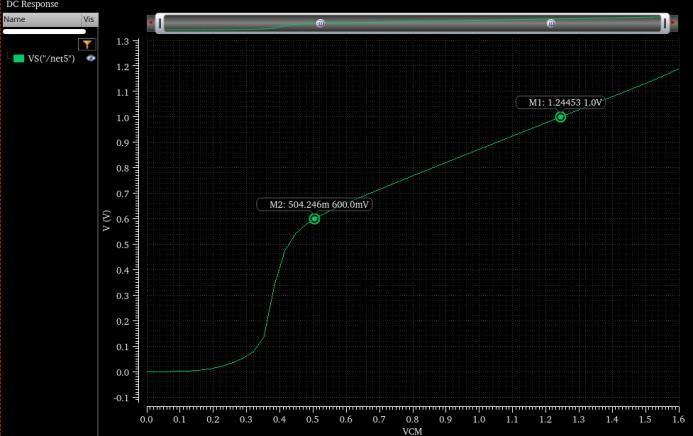 DC Response
Name Vis
VS("/net5")
1.3
1.2
1.1
1.0
0.9
0.8
0.7
0.6
0.5
0.4
0.3
0.2
0.1
0.0
-0.1
V (V)
M1: 1.24453 1.0V
M2: 504.246m 600.0mV
0.0 0.1 0.2 0.3 0.4 0.5 0.6 0.7 0.8 0.9 1.0 1.1 1.2 1.3 1.4 1.5 1.6
VCM